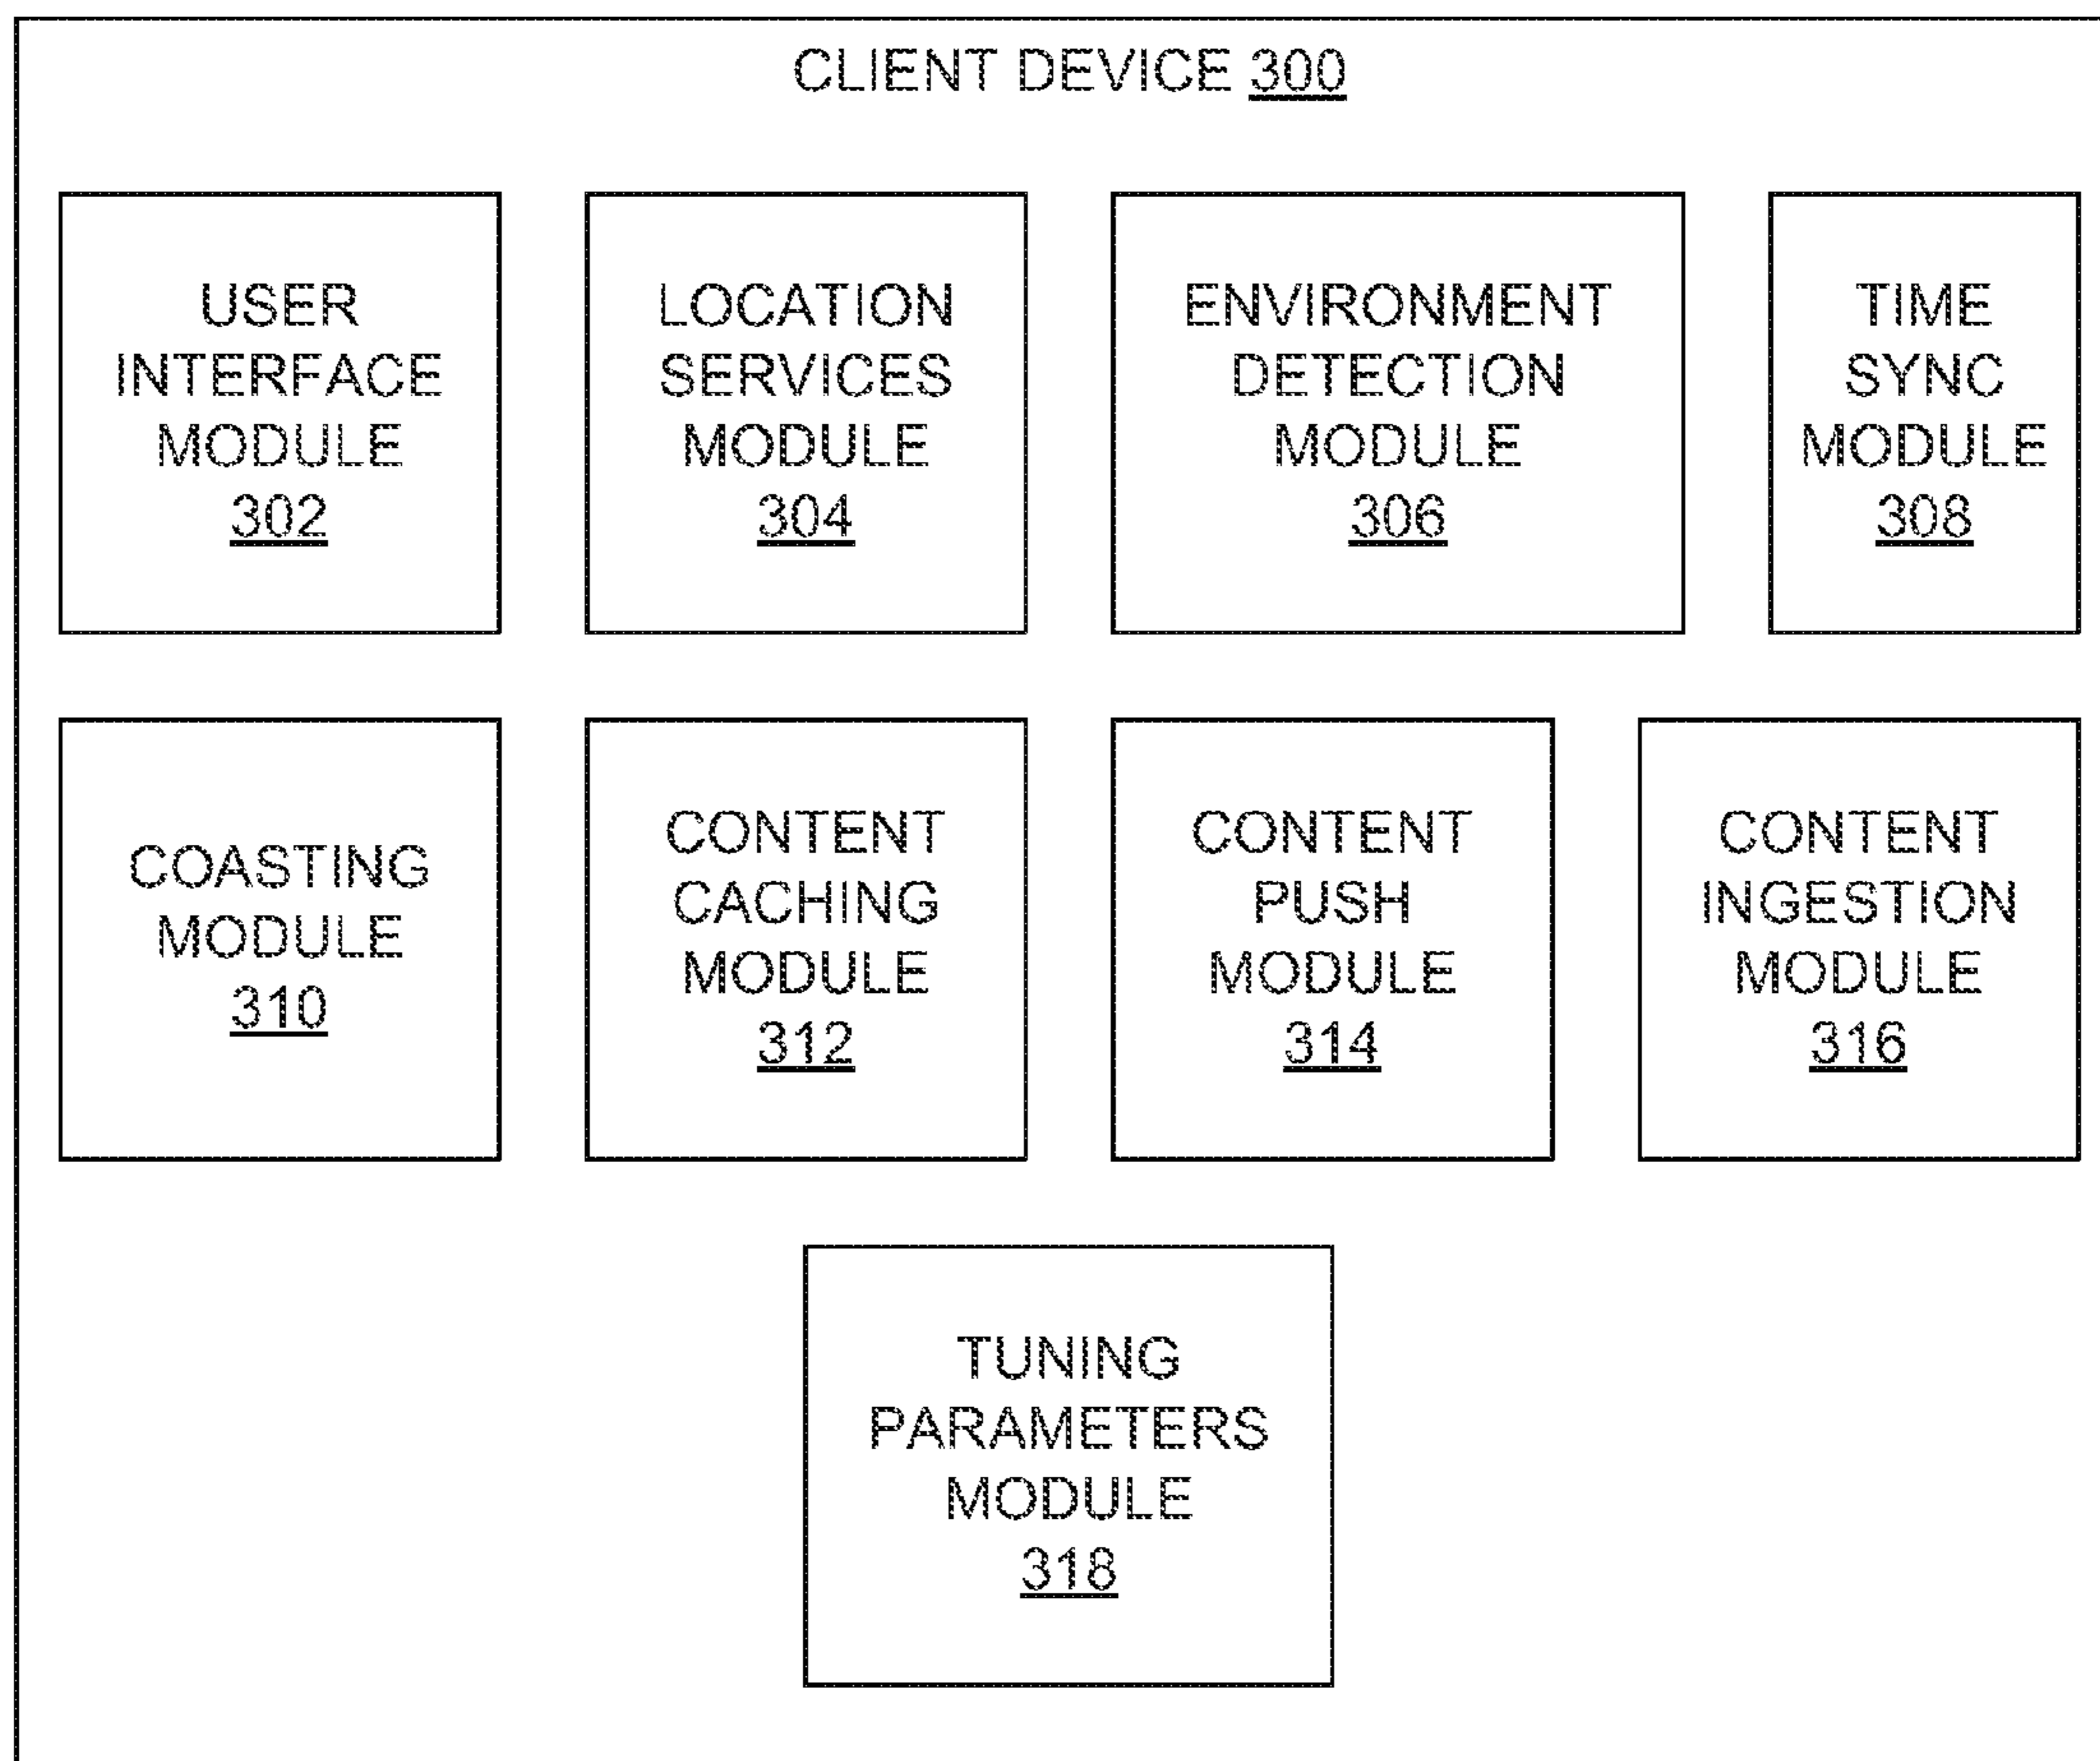 CLIENT DEVICE 300
USER
INTERFACE
MODULE
302
LOCATION
SERVICES
MODULE
304
ENVIRONMENT
DETECTION
MODULE
306
TIME
SYNC
MODULE
308
COASTING
MODULE
310
CONTENT
CACHING
MODULE
312
CONTENT
PUSH
MODULE
314
CONTENT
INGESTION
MODULE
316
TUNING
PARAMETERS
MODULE
318